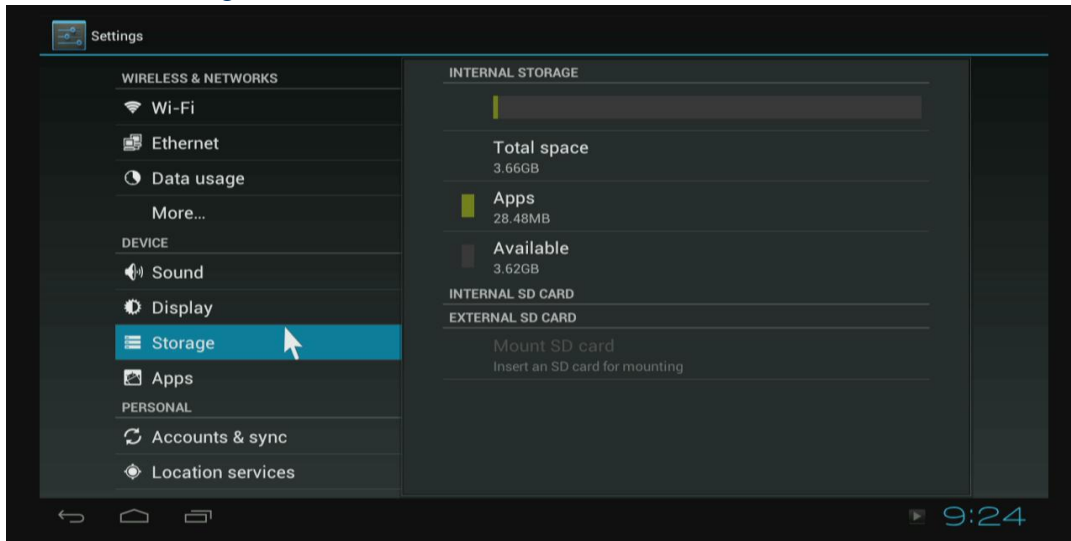 Settings
WIRELESS & NETWORKS
Wi-Fi
Ethernet
Data usage
More...
DEVICE
Sound
Display
Storage
Apps
PERSONAL
Accounts & sync
Location services
INTERNAL STORAGE
Total space
3.66GB
Apps
28.48MB
Available
3.62GB
INTERNAL SD CARD
EXTERNAL SD CARD
Mount SD card
Insert an SD card for mounting
9:24